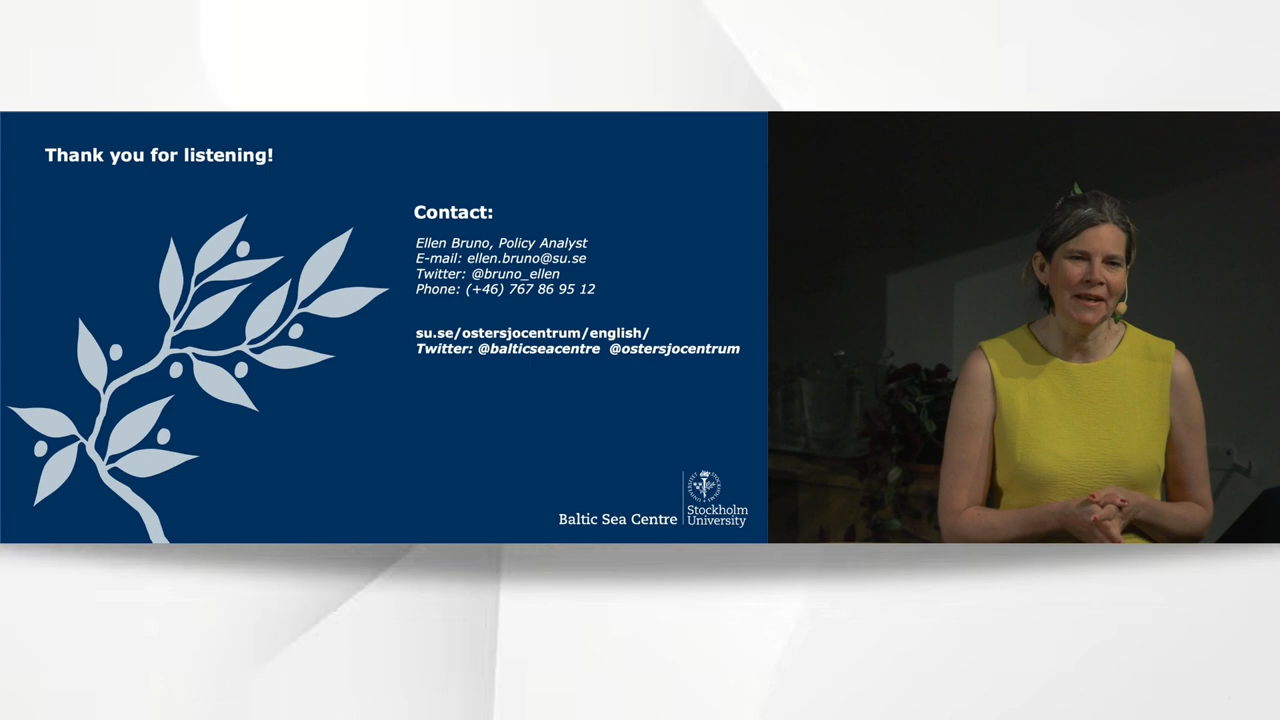 Thank you for listening!
Contact:
Ellen Bruno, Policy Analyst
E-mail: ellen.bruno@su.se
Twitter: @bruno_ellen
Phone: (+46) 767 86 95 12
su.se/ostersjocentrum/english/
Twitter: @balticseacentre @ostersjocentrum
Baltic Sea Centre
Stockholm
University